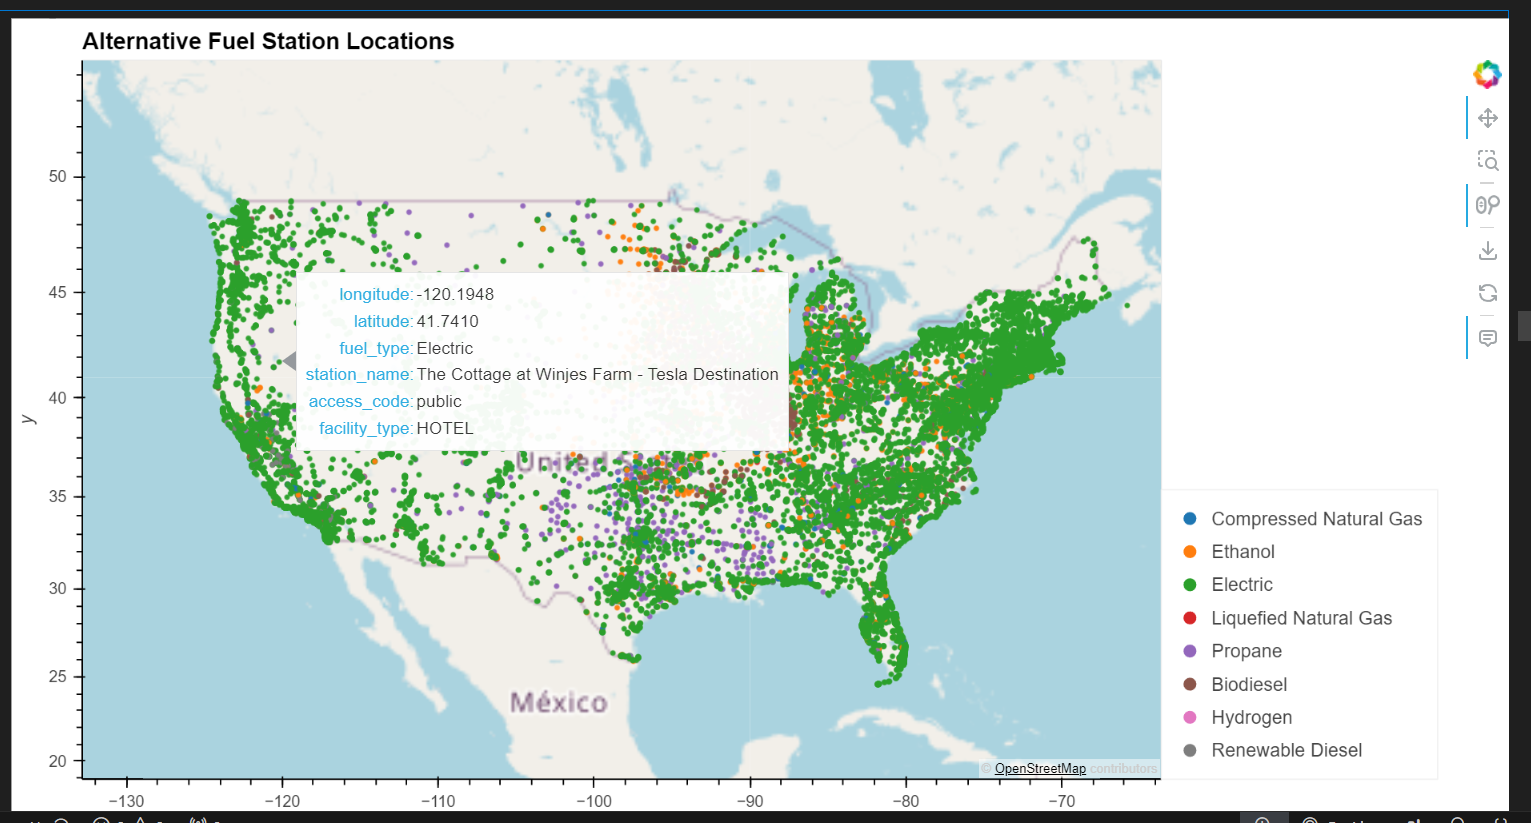 Alternative Fuel Station Locations
50
45
40
35
30
25
20
y
longitude: -120.1948
latitude: 41.7410
fuel_type: Electric
station_name: The Cottage at Winjes Farm - Tesla Destination
access_code: public
facility_type: HOTEL
United S
México
© OpenStreetMap contributors
−130
−120
−110
−100
−90
−80
−70
Compressed Natural Gas
Ethanol
Electric
Liquefied Natural Gas
Propane
Biodiesel
Hydrogen
Renewable Diesel